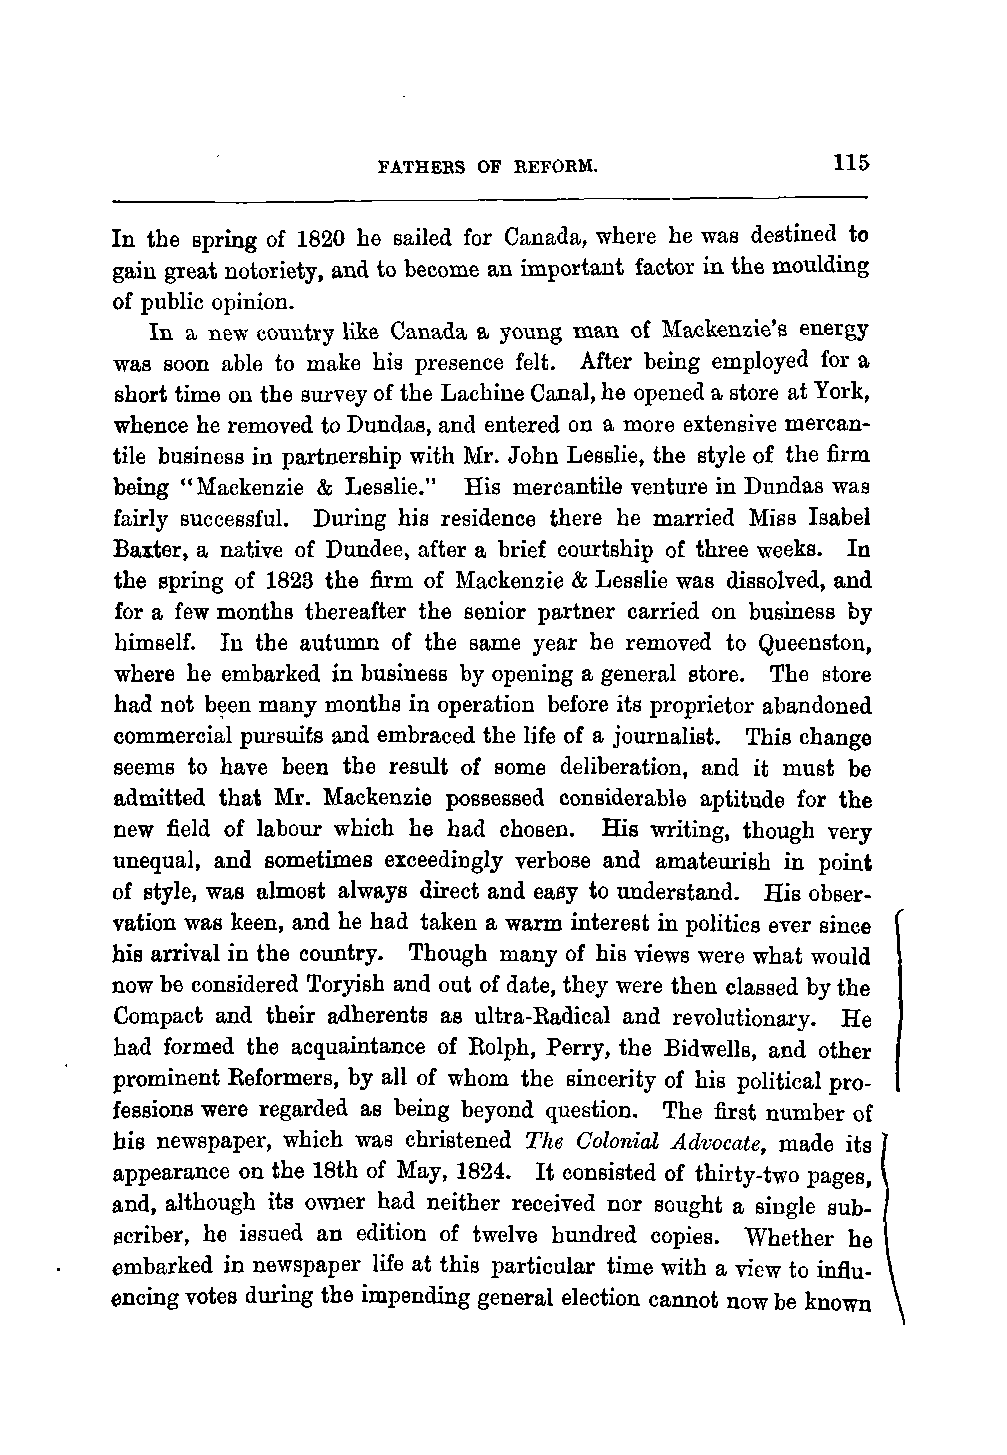 FATHERS OF REFORM. 115
In the spring of 1820 he sailed for Canada, where he was destined to
gain great notoriety, and to become an important factor in the moulding
of public opinion.
In a new country like Canada a young man of Mackenzie's energy
was soon able to make his presence felt. After being employed for a
short time on the survey of the Lachine Canal, he opened a store at York,
whence he removed to Dundas, and entered on a more extensive mercan-
tile business in partnership with Mr. John Lesslie, the style of the firm
being "Mackenzie & Lesslie." His mercantile venture in Dundas was
fairly successful. During his residence there he married Miss Isabel
Baxter, a native of Dundee, after a brief courtship of three weeks. In
the spring of 1823 the firm of Mackenzie & Lesslie was dissolved, and
for a few months thereafter the senior partner carried on business by
himself. In the autumn of the same year he removed to Queenston,
where he embarked in business by opening a general store. The store
had not been many months in operation before its proprietor abandoned
commercial pursuits and embraced the life of a journalist. This change
seems to have been the result of some deliberation, and it must be
admitted that Mr. Mackenzie possessed considerable aptitude for the
new field of labour which he had chosen. His writing, though very
unequal, and sometimes exceedingly verbose and amateurish in point
of style, was almost always direct and easy to understand. His obser-
vation was keen, and he had taken a warm interest in politics ever since
his arrival in the country. Though many of his views were what would
now be considered Toryish and out of date, they were then classed by the
Compact and their adherents as ultra-Radical and revolutionary. He
had formed the acquaintance of Rolph, Perry, the Bidwells, and other
prominent Reformers, by all of whom the sincerity of his political pro-
fessions were regarded as being beyond question. The first number of
his newspaper, which was christened The Colonial Advocate, made its
appearance on the 18th of May, 1824. It consisted of thirty-two pages,
and, although its owner had neither received nor sought a single sub-
scriber, he issued an edition of twelve hundred copies. Whether he
embarked in newspaper life at this particular time with a view to influ-
encing votes during the impending general election cannot now be known